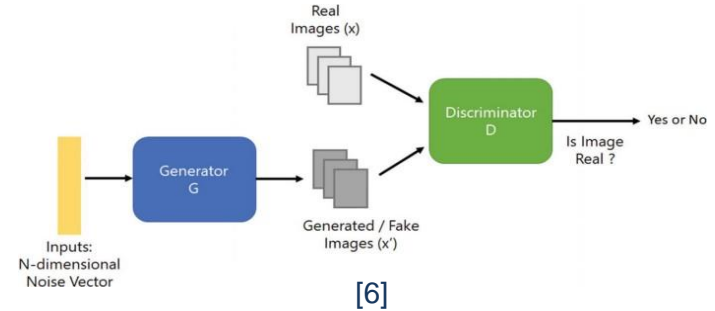 Real
Images (x)
Discriminator
D
Yes or No
Is Image
Real ?
Generator
G
Generated / Fake
Images (x')
Inputs:
N-dimensional
Noise Vector
[6]